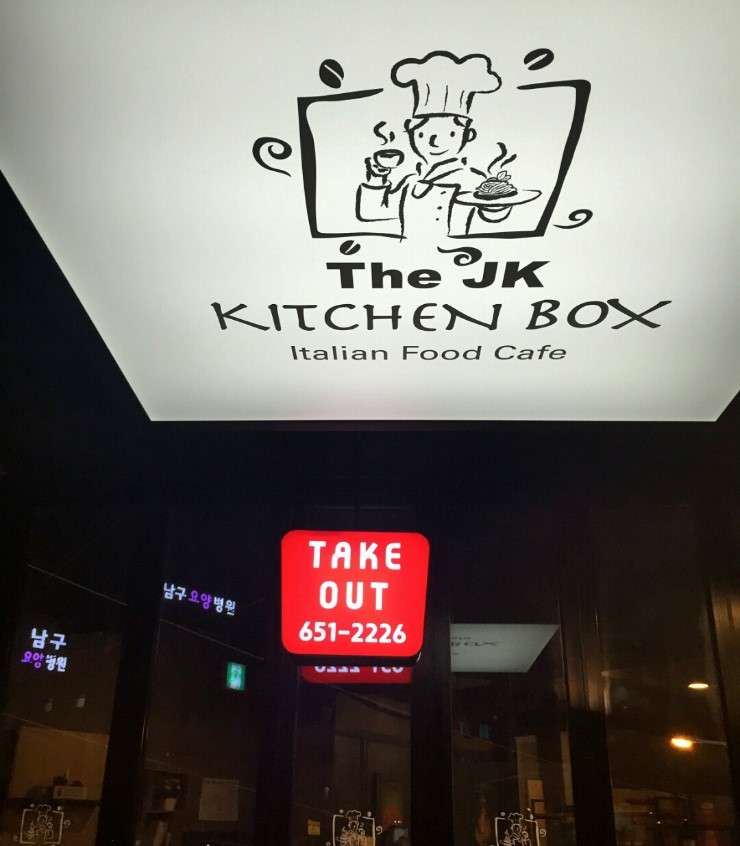 The JK
KITCHEN BOX
Italian Food Cafe
TAKE
OUT
651-2226
남구요양병원
남구
요양병원